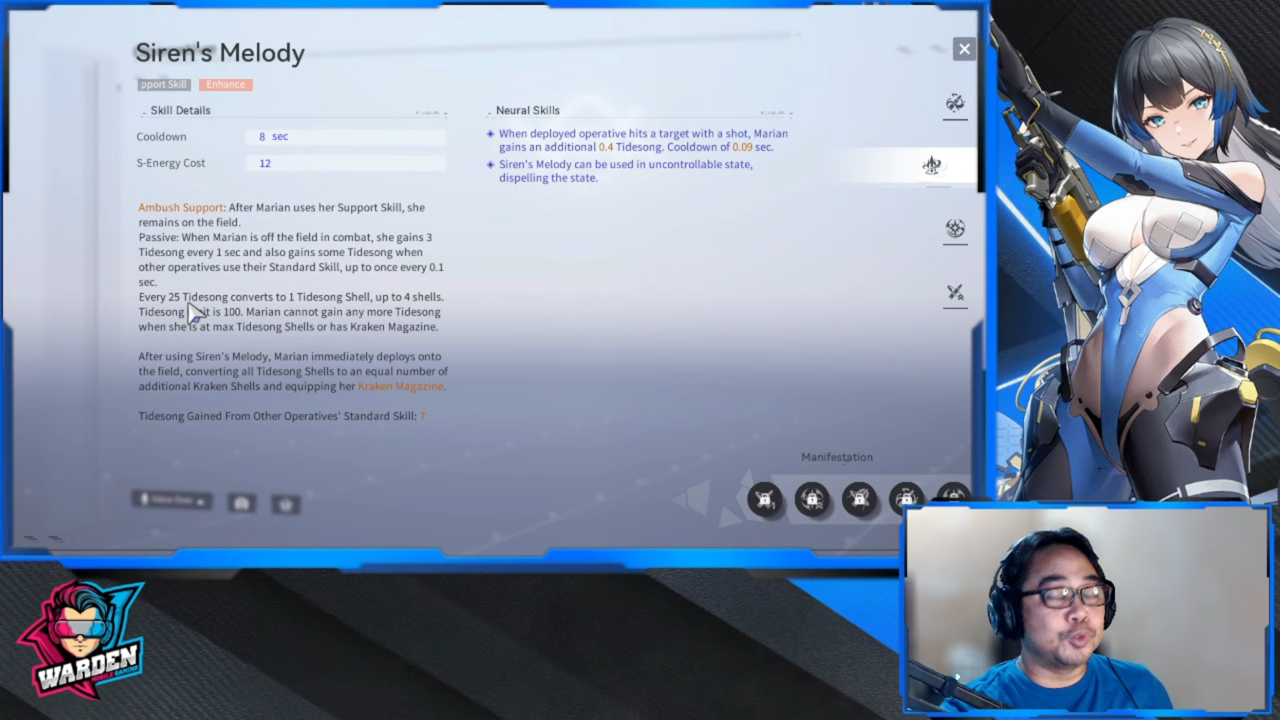 Siren's Melody
pport Skill
Enhance
Skill Details
Cooldown
8 sec
S-Energy Cost
12
Ambush Support: After Marian uses her Support Skill, she
remains on the field.
Passive: When Marian is off the field in combat, she gains 3
Tidesong every 1 sec and also gains some Tidesong when
other operatives use their Standard Skill, up to once every 0.1
sec.
Every 25 Tidesong converts to 1 Tidesong Shell, up to 4 shells.
Tidesong is 100. Marian cannot gain any more Tidesong
when she is at max Tidesong Shells or has Kraken Magazine.
After using Siren's Melody, Marian immediately deploys onto
the field, converting all Tidesong Shells to an equal number of
additional Kraken Shells and equipping her Kraken Magazine.
Tidesong Gained From Other Operatives' Standard Skill: 7
Neural Skills
When deployed operative hits a target with a shot, Marian
gains an additional 0.4 Tidesong. Cooldown of 0.09 sec.
Siren's Melody can be used in uncontrollable state,
dispelling the state.
Manifestation
WARDEN
MOBILE GAMING